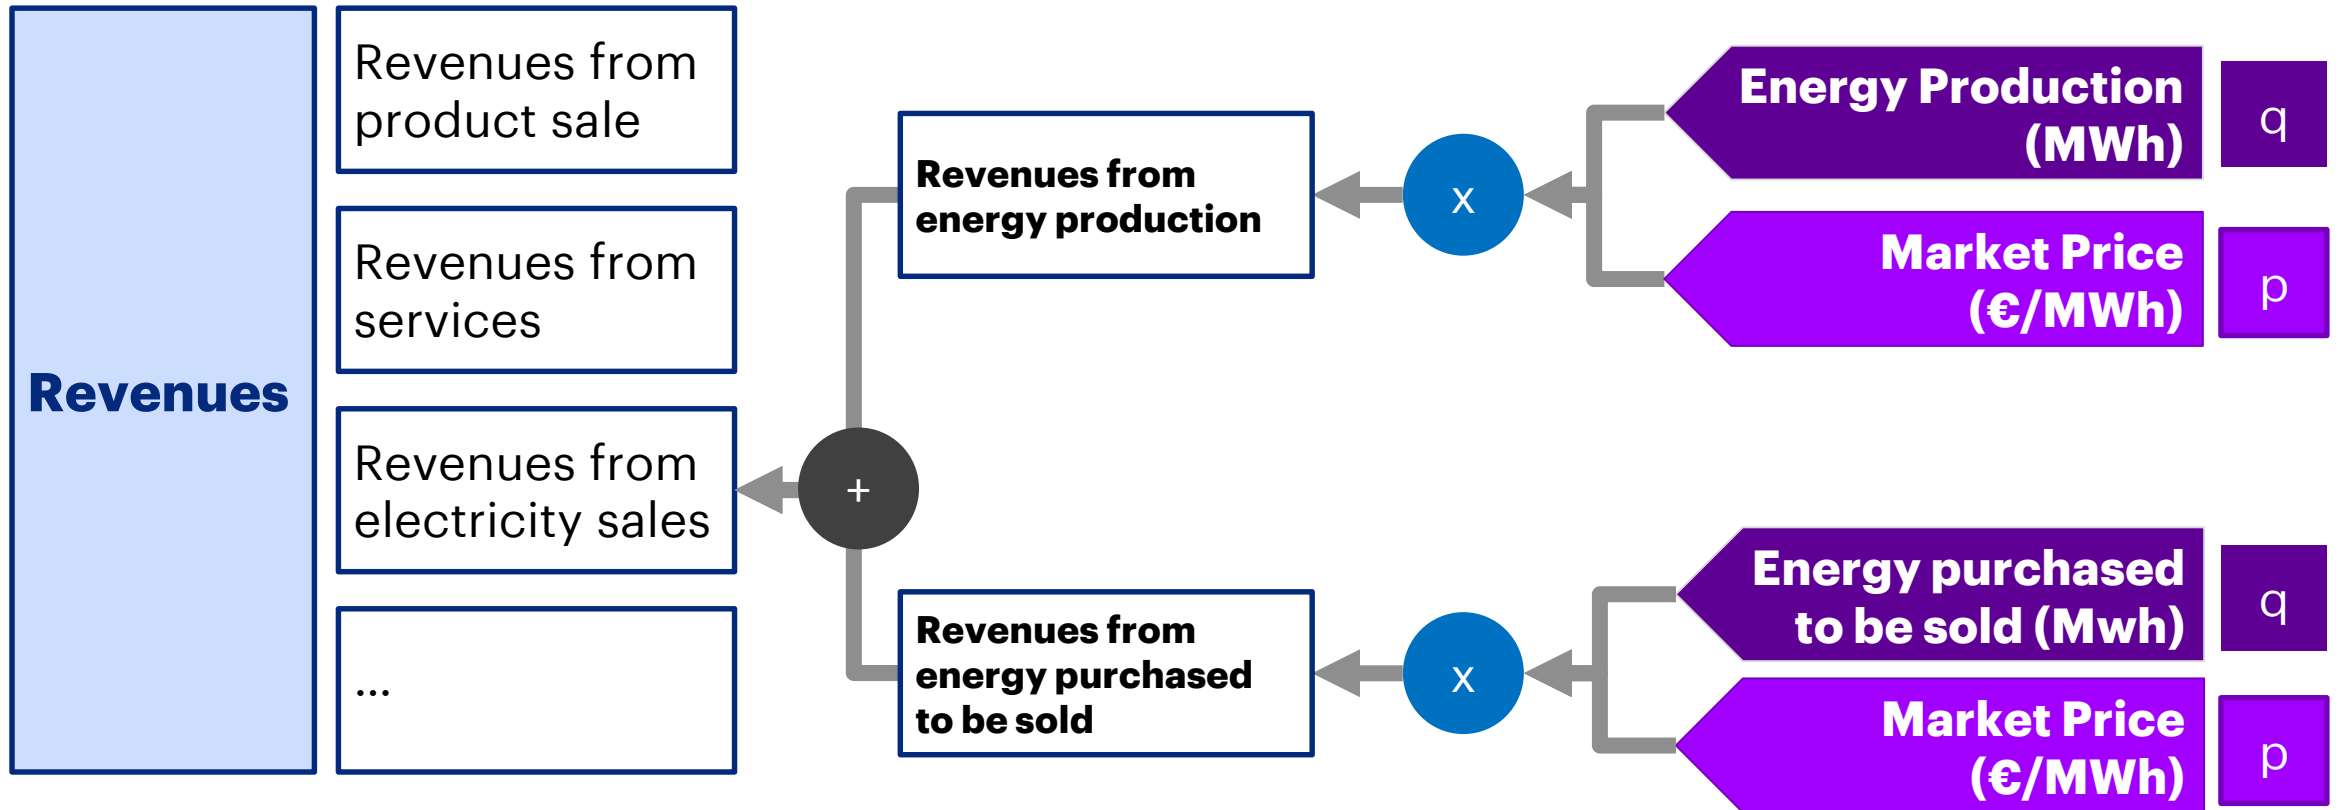 Revenues
Revenues from
product sale
Revenues from
services
Revenues from
electricity sales
...
+
Revenues from
energy production
x
Energy Production
(MWh)
q
Market Price
(€/MWh)
p
Revenues from
energy purchased
to be sold
x
Energy purchased
to be sold (Mwh)
q
Market Price
(€/MWh)
p